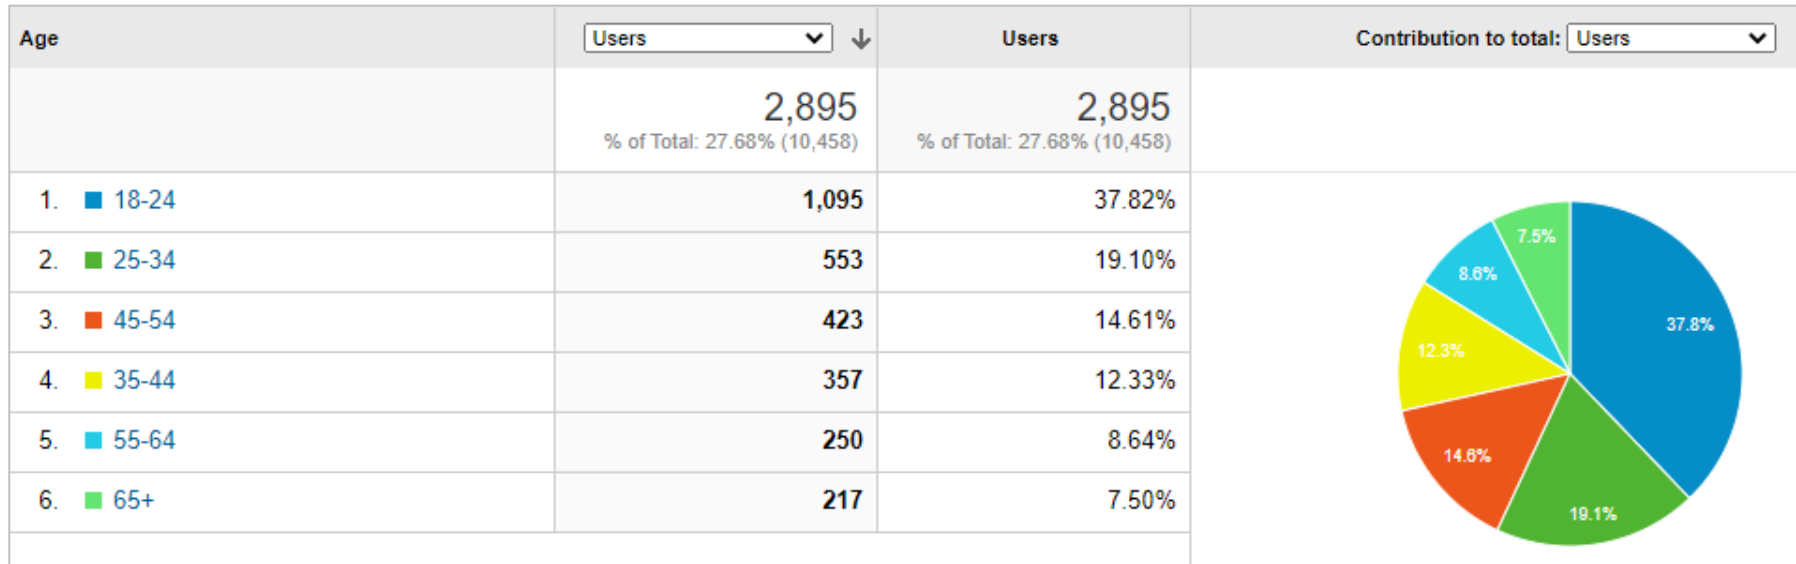 Age Users Users Contribution to total: Users
2,895 2,895
% of Total: 27.68% (10,458) % of Total: 27.68% (10,458)
1. 18-24 1,095 37.82%
2. 25-34 553 19.10%
3. 45-54 423 14.61%
4. 35-44 357 12.33%
5. 55-64 250 8.64%
6. 65+ 217 7.50%
7.5%
8.6%
37.8%
12.3%
14.6%
19.1%